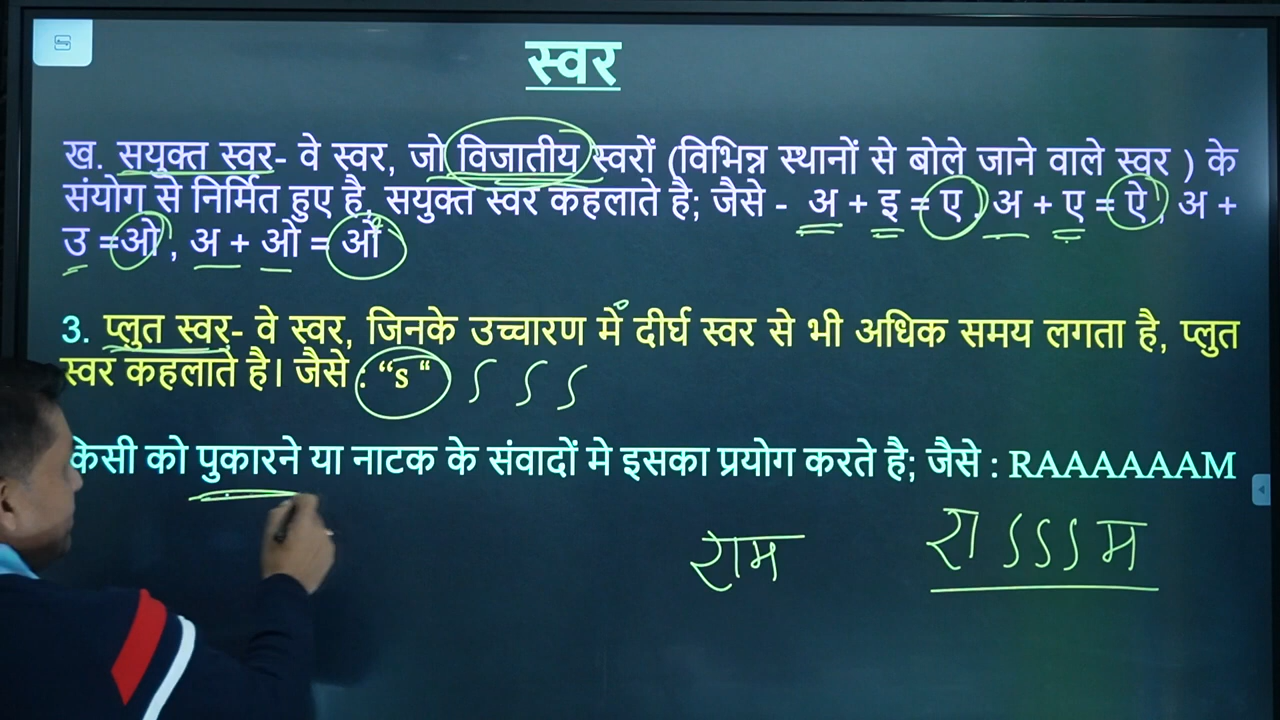 स्वर
ख. सयुक्त स्वर- वे स्वर, जो विजातीय स्वरों (विभिन्न स्थानों से बोले जाने वाले स्वर ) के
संयोग से निर्मित हुए है, सयुक्त स्वर कहलाते है; जैसे - अ + इ = ए , अ + ए = ऐ , अ +
उ =ओ , अ + ओ = औ
3. प्लुत स्वर- वे स्वर, जिनके उच्चारण में दीर्घ स्वर से भी अधिक समय लगता है, प्लुत
स्वर कहलाते है। जैसे : “s “ ऽ ऽ ऽ
किसी को पुकारने या नाटक के संवादों मे इसका प्रयोग करते है; जैसे : RAAAAAAM
राम रा ऽ ऽ ऽ म